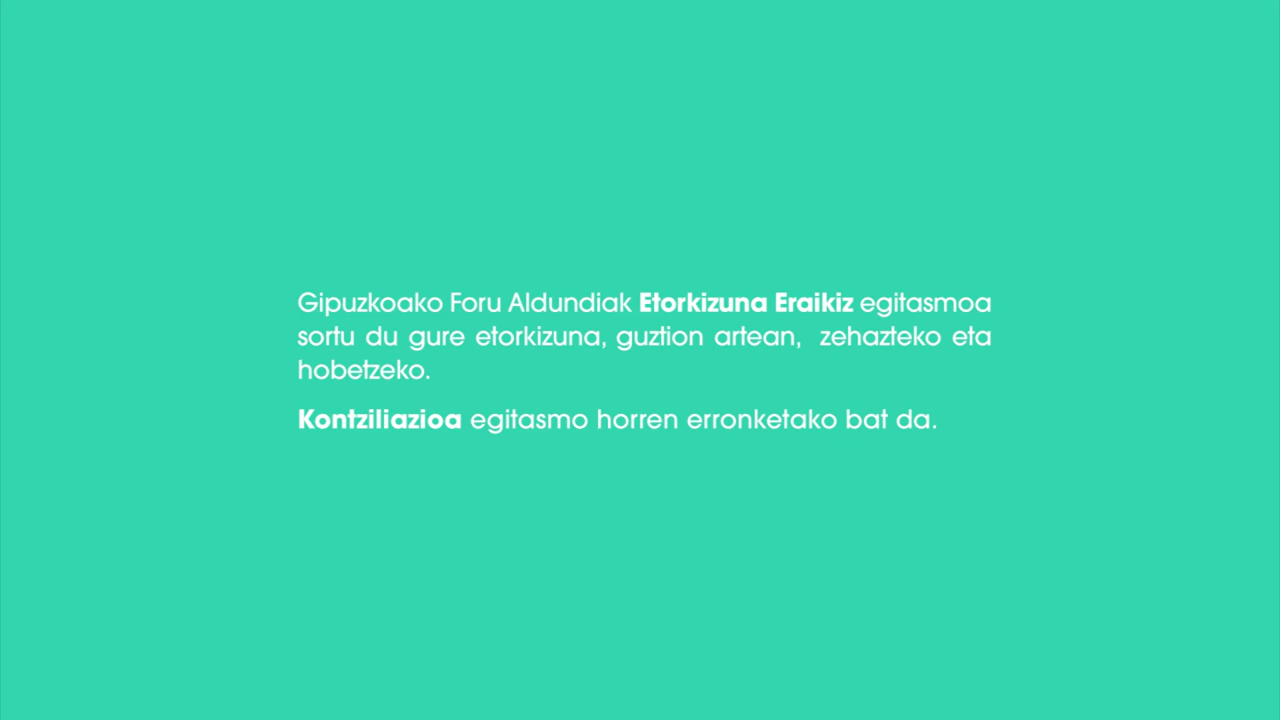 Gipuzkoako Foru Aldundiak Etorkizuna Eraikiz egitasmoa
sortu du gure etorkizuna, guztion artean, zehazteko eta
hobetzeko.
Kontziliazioa egitasmo horren erronketako bat da.